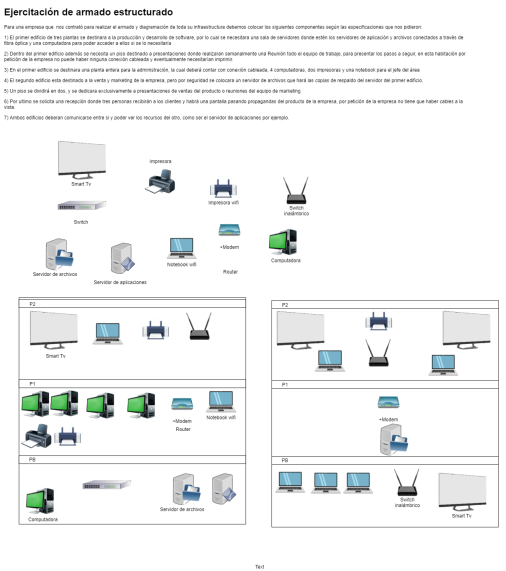 Ejercitación de armado estructurado
Para una empresa que nos contrató para realizar el armado y diagramación de toda su infraestructura debemos colocar los siguientes componentes según las especificaciones que nos pidieron:
1) El primer edificio de tres plantas se destinara a la producción y desarrollo de software, por lo cual se necesitara una sala de servidores donde estén los servidores de aplicación y archivos conectados a través de
fibra óptica y una computadora para poder acceder a ellos si se lo necesitaría
2) Dentro del primer edificio además se necesita un piso destinado a presentaciones donde realizaran semanalmente una Reunión todo el equipo de trabajo, para presentar los pasos a seguir, en esta habitación por
petición de la empresa no puede haber ninguna conexión cableada y eventualmente necesitarían imprimir.
3) En el primer edificio se destinara una planta entera para la administración, la cual deberá contar con conexión cableada, 4 computadoras, dos impresoras y una notebook para el jefe del área
4) El segundo edificio esta destinado a la venta y marketing de la empresa, pero por seguridad se colocara un servidor de archivos que hará las copias de respaldo del servidor del primer edificio.
5) Un piso se dividirá en dos, y se dedicara exclusivamente a presentaciones de ventas del producto o reuniones del equipo de marketing.
6) Por ultimo se solicita una recepción donde tres personas recibirán a los clientes y habrá una pantalla pasando propagandas del producto de la empresa, por petición de la empresa no tiene que haber cables a la
vista.
7) Ambos edificios deberan comunicarse entre si y poder ver los recursos del otro, como ser el servidor de aplicaciones por ejemplo.
Impresora
Smart Tv
Impresora wifi
Switch
inalámbrico
Switch
+Modem
Computadora
Notebook wifi
Router
Servidor de archivos
Servidor de aplicaciones
P2
Smart Tv
P1
+Modem
Router
Notebook wifi
PB
Servidor de archivos
Computadora
P2
P1
+Modem
PB
Switch
inalámbrico
Smart Tv
Text